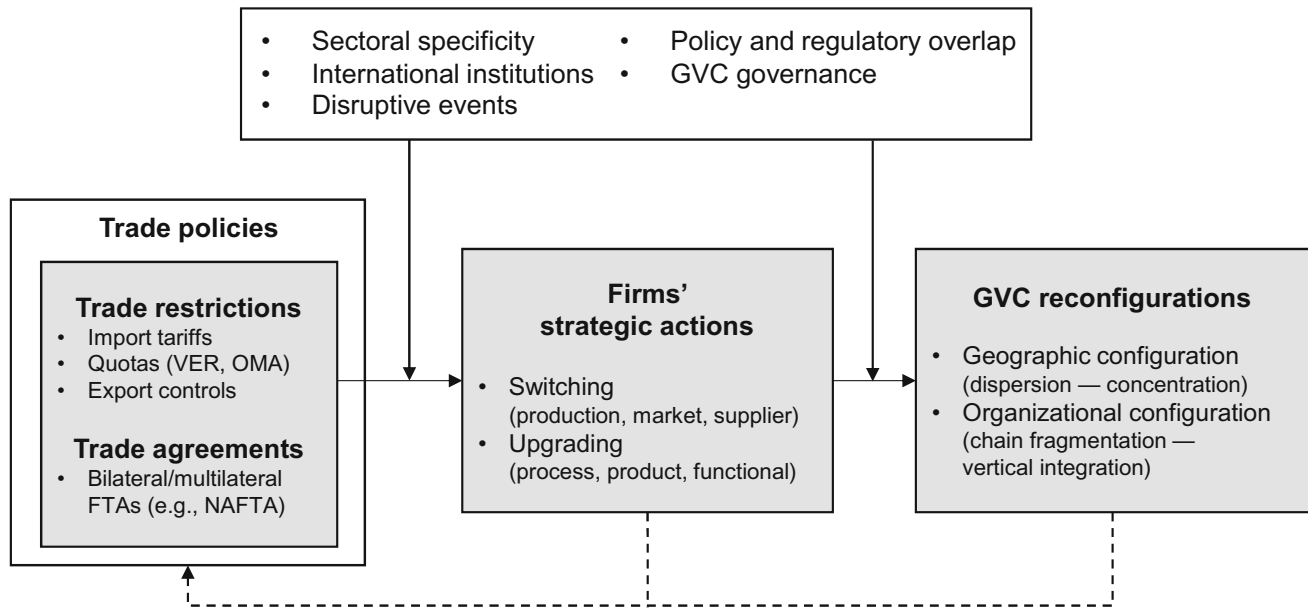 • Sectoral specificity
• International institutions
• Disruptive events
• Policy and regulatory overlap
• GVC governance
Trade policies
Trade restrictions
• Import tariffs
• Quotas (VER, OMA)
• Export controls
Trade agreements
• Bilateral/multilateral
FTAs (e.g., NAFTA)
Firms’
strategic actions
• Switching
(production, market, supplier)
• Upgrading
(process, product, functional)
GVC reconfigurations
• Geographic configuration
(dispersion — concentration)
• Organizational configuration
(chain fragmentation —
vertical integration)